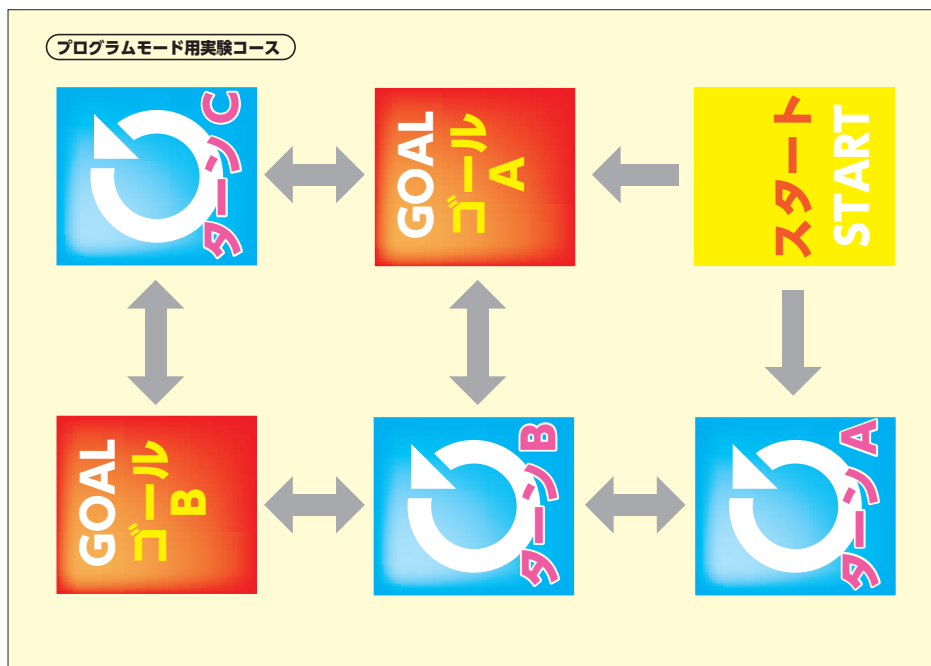 プログラムモード用実験コース
ターンC
GOAL
ゴール
A
スタート
START
GOAL
ゴール
B
ターンB
ターンA